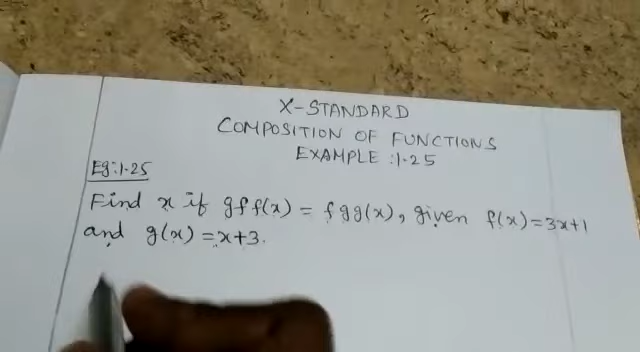 X-STANDARD
COMPOSITION OF FUNCTIONS
EXAMPLE :1-25
Eg:1-25
Find x if gff(x) = fgg(x), given f(x)=3x+1
and g(x)=x+3.